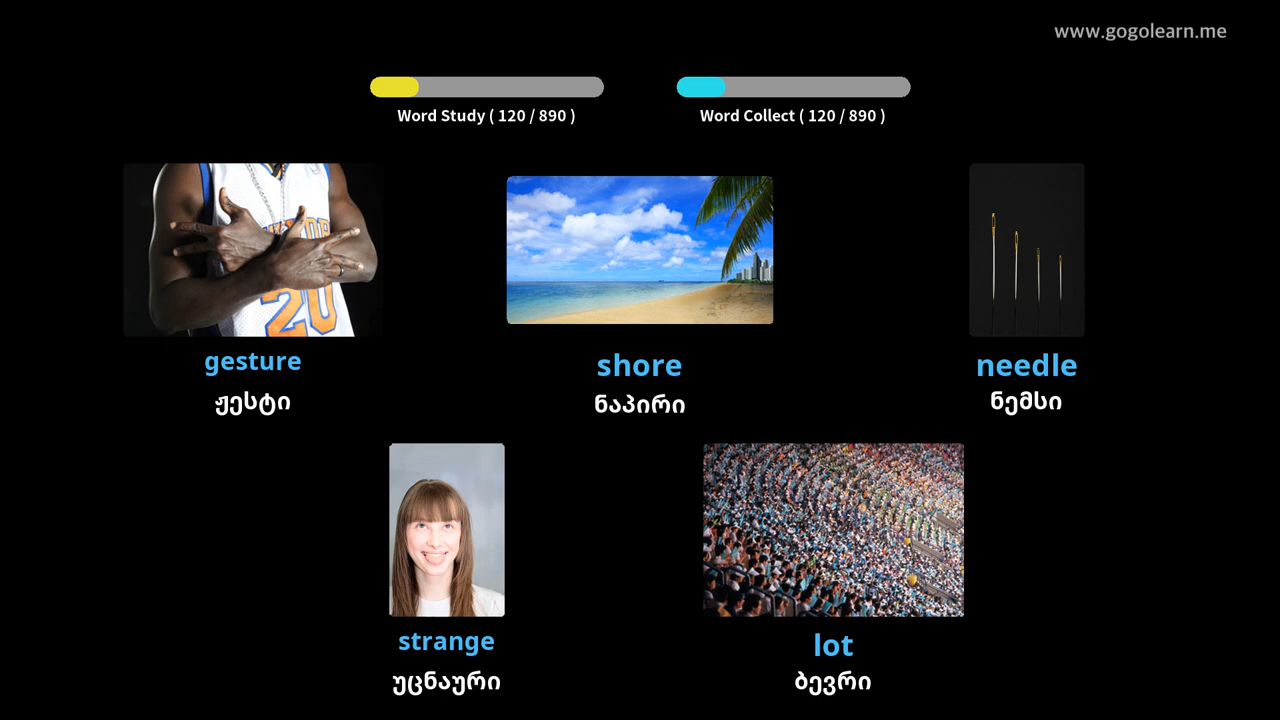 www.gogolearn.me
Word Study ( 120 / 890 )
Word Collect ( 120 / 890 )
20
gesture
ჟესტი
shore
ნაპირი
needle
ნემსი
strange
უცნაური
lot
ბევრი